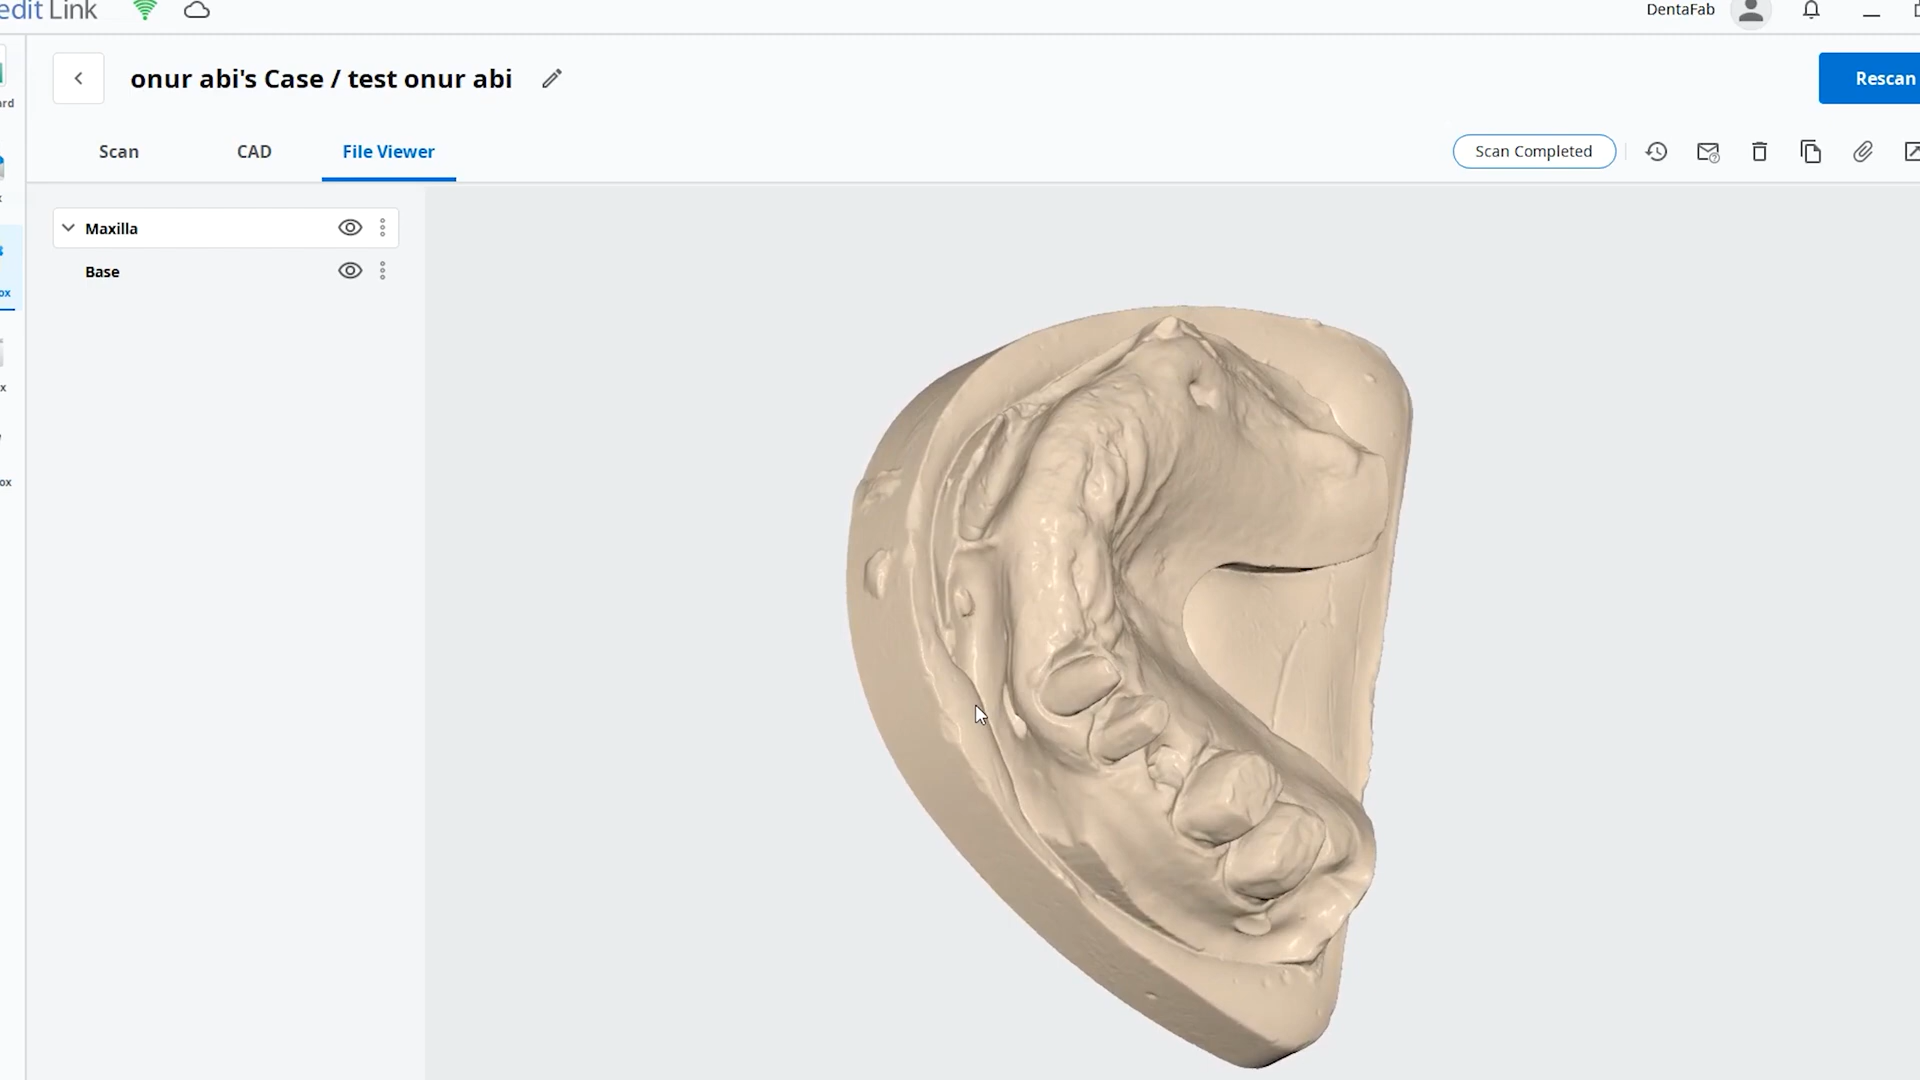 edit Link
DentaFab
onur abi's Case / test onur abi
Rescan
Scan
CAD
File Viewer
Scan Completed
Maxilla
Base